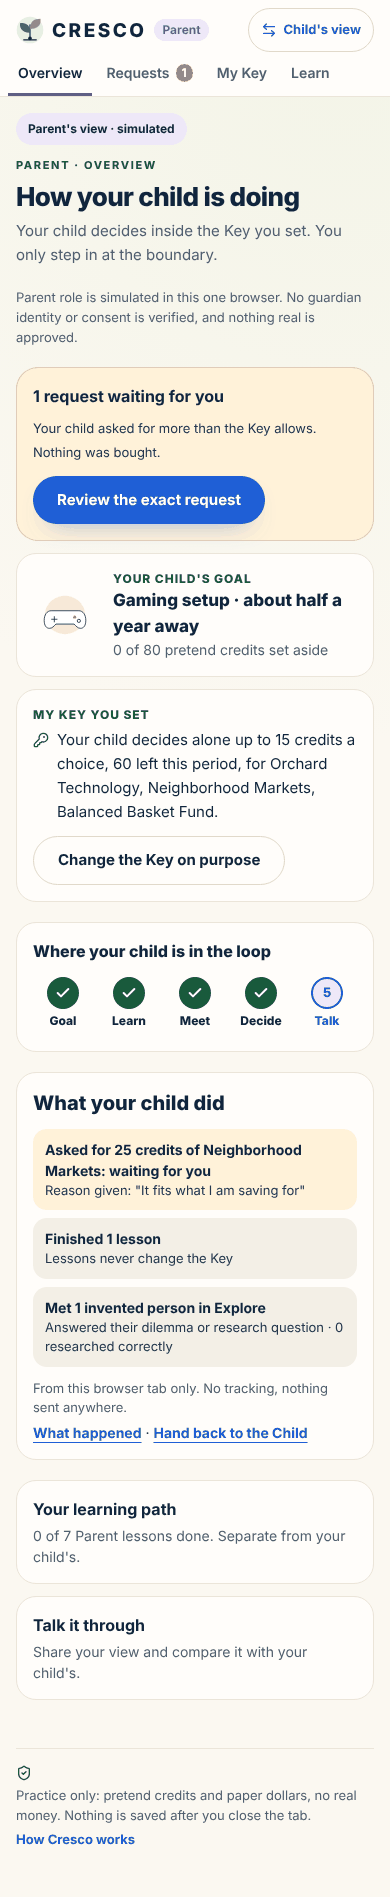 CRESCO Parent Child's view
Overview Requests 1 My Key Learn
Parent's view · simulated
PARENT · OVERVIEW
How your child is doing
Your child decides inside the Key you set. You
only step in at the boundary.
Parent role is simulated in this one browser. No guardian
identity or consent is verified, and nothing real is
approved.
1 request waiting for you
Your child asked for more than the Key allows.
Nothing was bought.
Review the exact request
YOUR CHILD'S GOAL
Gaming setup · about half a
year away
0 of 80 pretend credits set aside
MY KEY YOU SET
Your child decides alone up to 15 credits a
choice, 60 left this period, for Orchard
Technology, Neighborhood Markets,
Balanced Basket Fund.
Change the Key on purpose
Where your child is in the loop
5
Goal Learn Meet Decide Talk
What your child did
Asked for 25 credits of Neighborhood
Markets: waiting for you
Reason given: "It fits what I am saving for"
Finished 1 lesson
Lessons never change the Key
Met 1 invented person in Explore
Answered their dilemma or research question · 0
researched correctly
From this browser tab only. No tracking, nothing
sent anywhere.
What happened · Hand back to the Child
Your learning path
0 of 7 Parent lessons done. Separate from your
child's.
Talk it through
Share your view and compare it with your
child's.
Practice only: pretend credits and paper dollars, no real
money. Nothing is saved after you close the tab.
How Cresco works